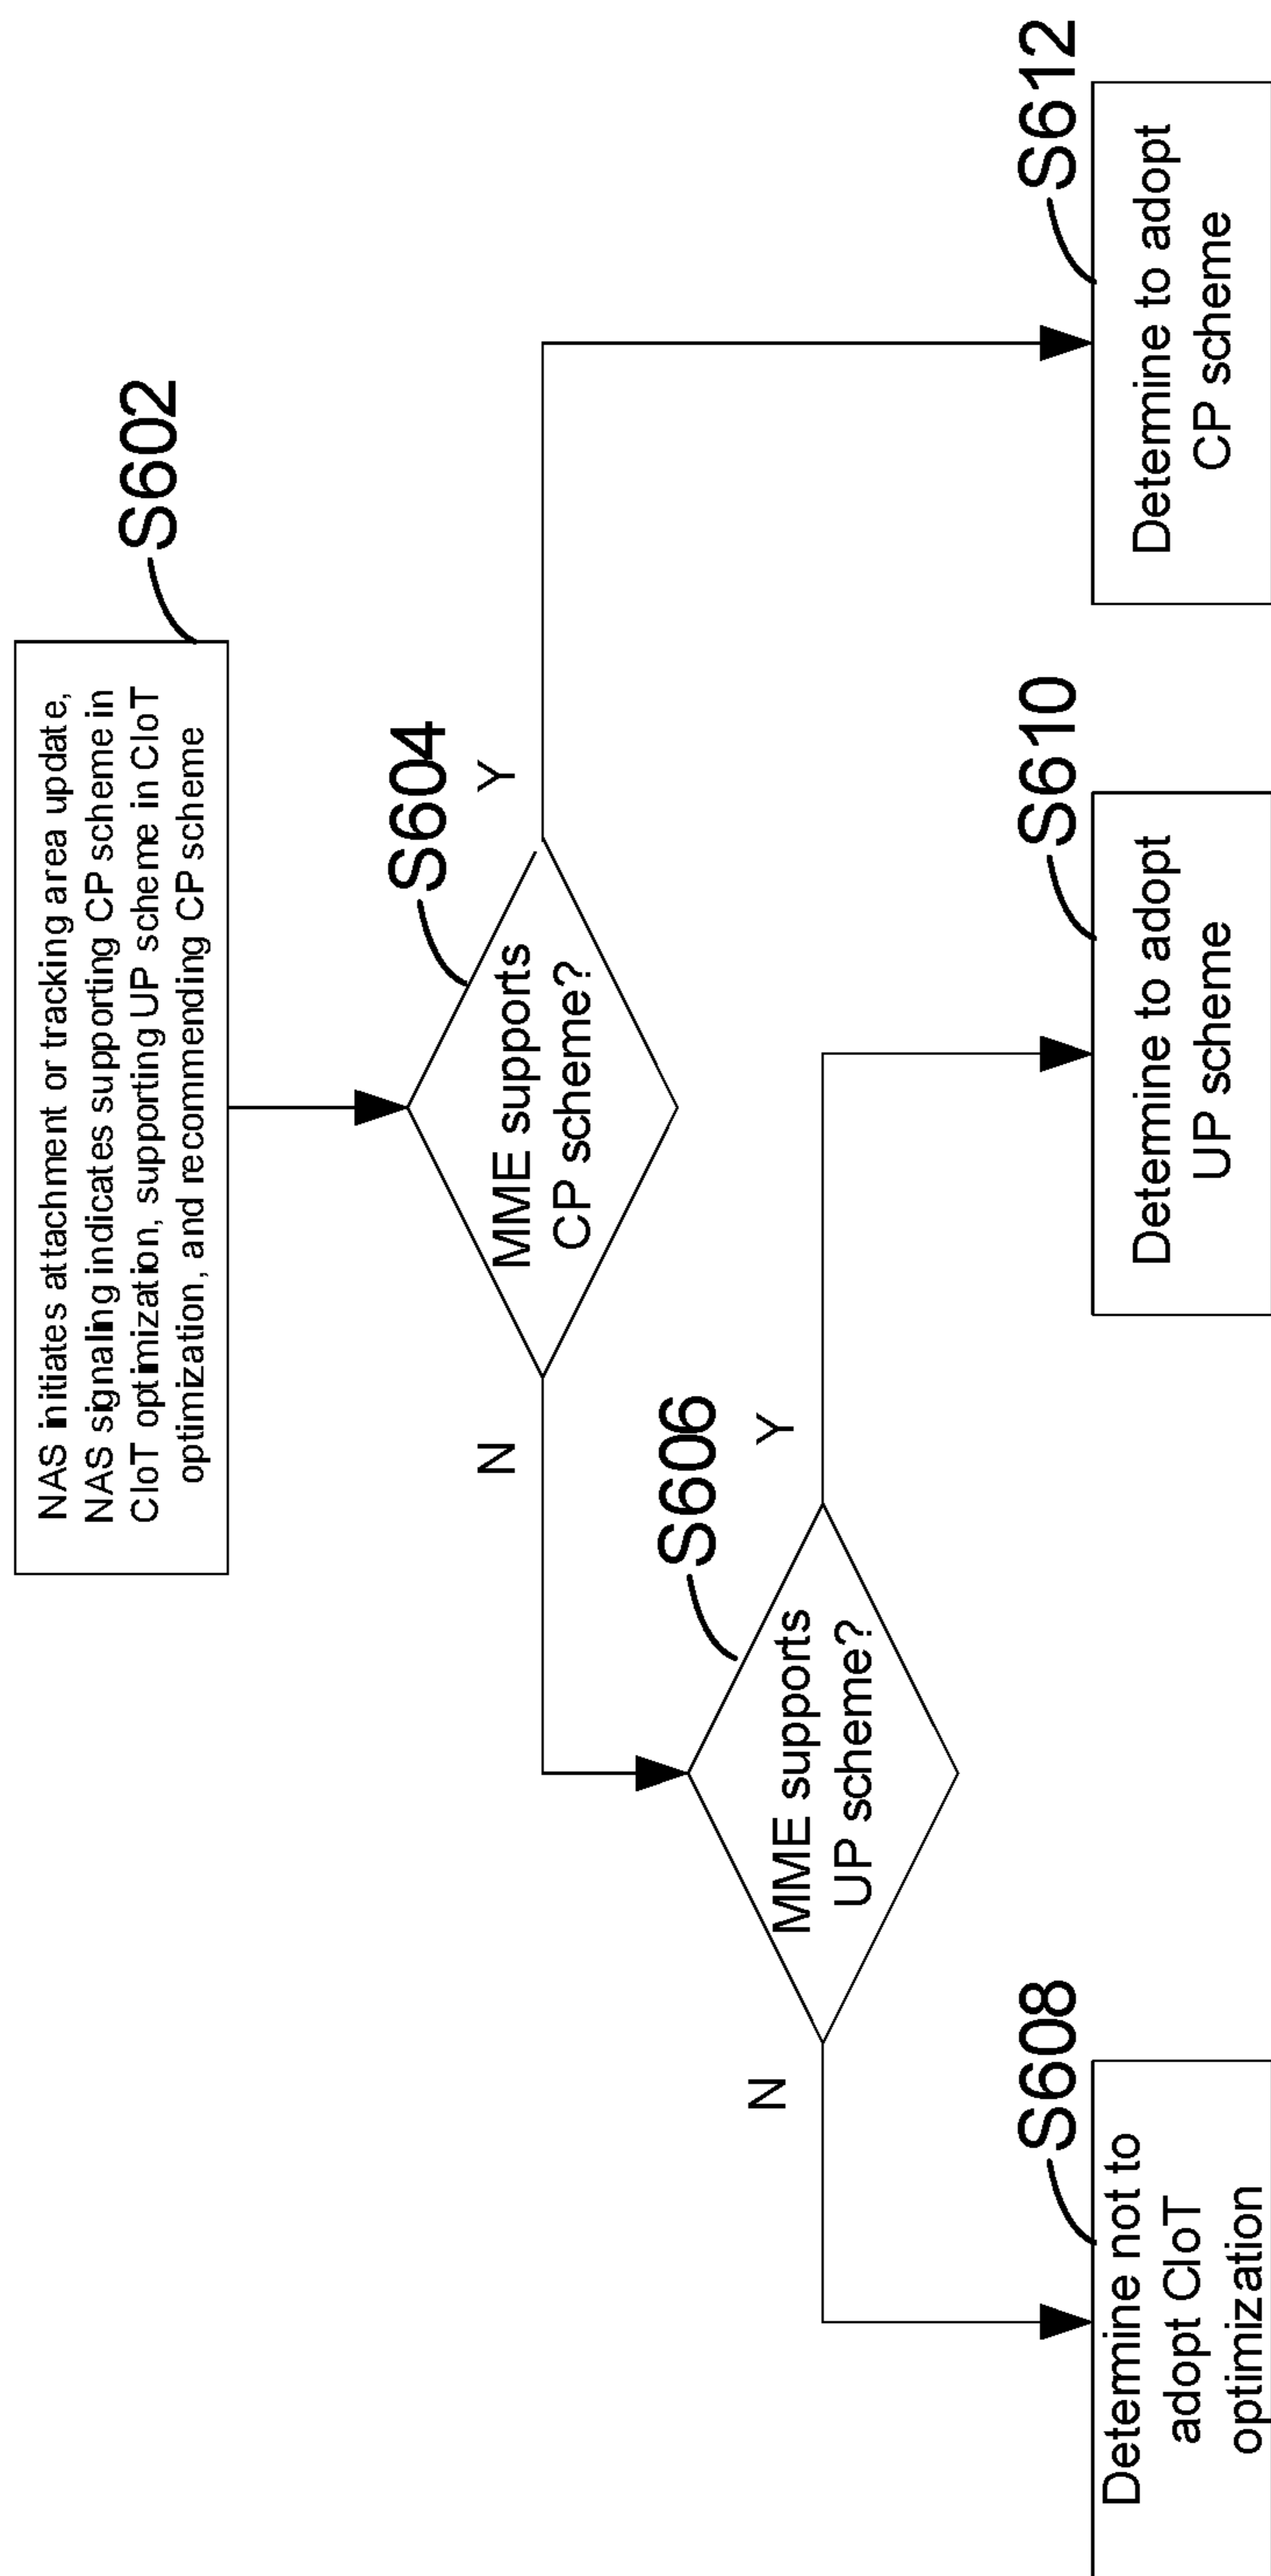 S602
NAS initiates attachment or tracking area update,
NAS signaling indicates supporting CP scheme in
CIoT optimization, supporting UP scheme in CIoT
optimization, and recommending CP scheme
S604
MME supports
CP scheme?
N
Y
S606
MME supports
UP scheme?
N
Y
S608
Determine not to
adopt CIoT
optimization
S610
Determine to adopt
UP scheme
S612
Determine to adopt
CP scheme